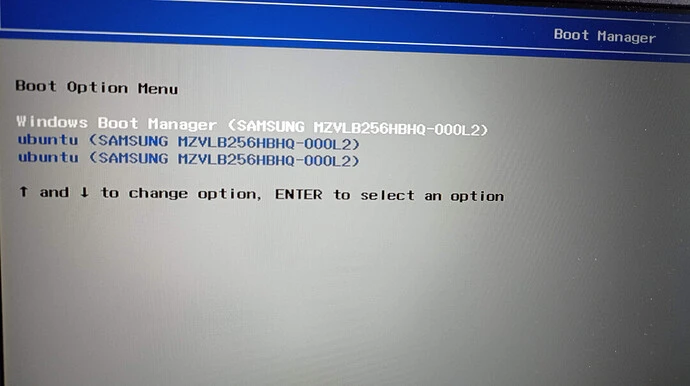 Boot Manager
Boot Option Menu
Windows Boot Manager (SAMSUNG MZVLB256HBHQ-000L2)
ubuntu (SAMSUNG MZVLB256HBHQ-000L2)
ubuntu (SAMSUNG MZVLB256HBHQ-000L2)
↑ and ↓ to change option, ENTER to select an option